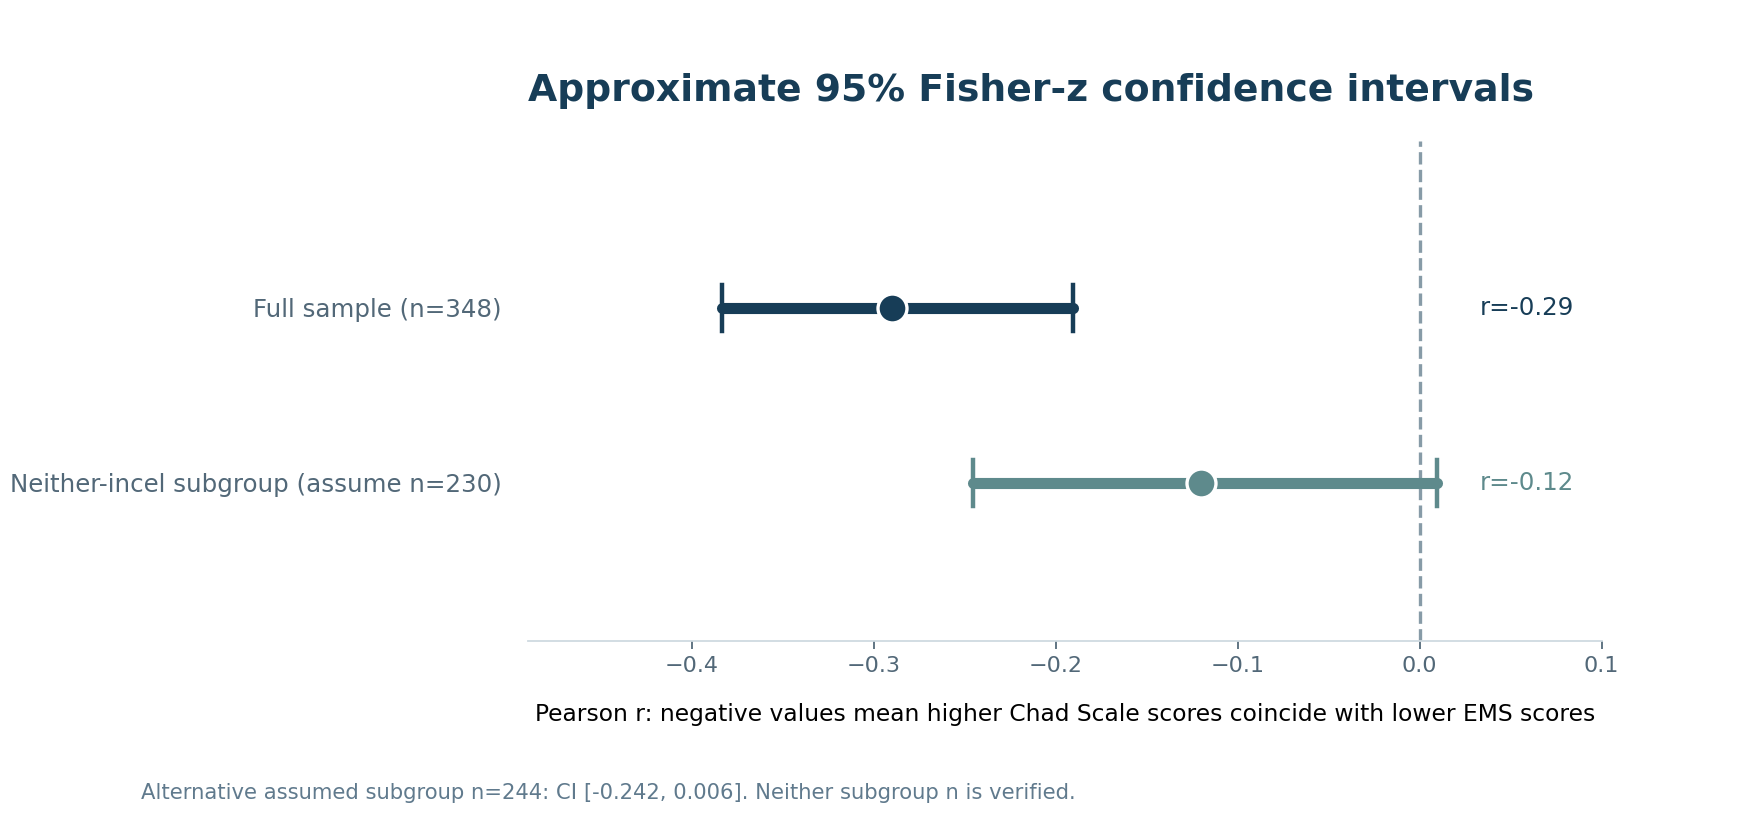 Approximate 95% Fisher-z confidence intervals
Full sample (n=348)
r=-0.29
Neither-incel subgroup (assume n=230)
r=-0.12
−0.4 −0.3 −0.2 −0.1 0.0 0.1
Pearson r: negative values mean higher Chad Scale scores coincide with lower EMS scores
Alternative assumed subgroup n=244: CI [-0.242, 0.006]. Neither subgroup n is verified.